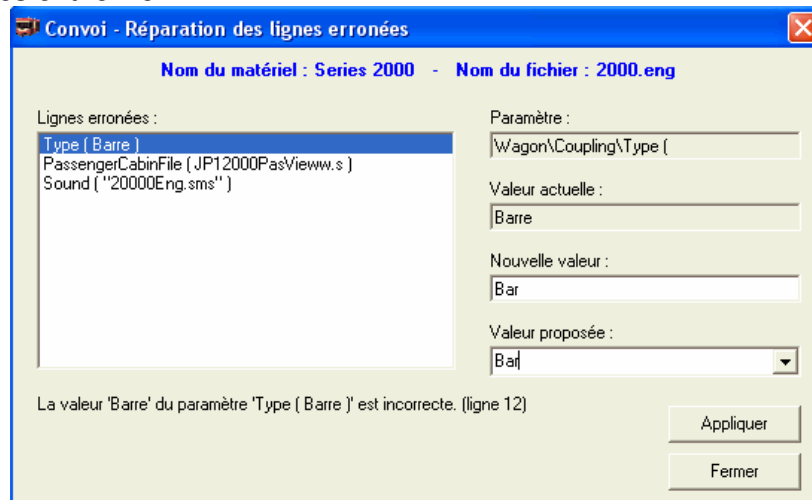 Convoi - Réparation des lignes erronées
Nom du matériel : Series 2000 - Nom du fichier : 2000.eng
Lignes erronées :
Type ( Barre )
PassengerCabinFile ( JP12000PasVieww.s )
Sound ( "20000Eng.sms" )
Paramètre :
Wagon\Coupling\Type (
Valeur actuelle :
Barre
Nouvelle valeur :
Bar
Valeur proposée :
Bar
La valeur 'Barre' du paramètre 'Type ( Barre )' est incorrecte. (ligne 12)
Appliquer
Fermer